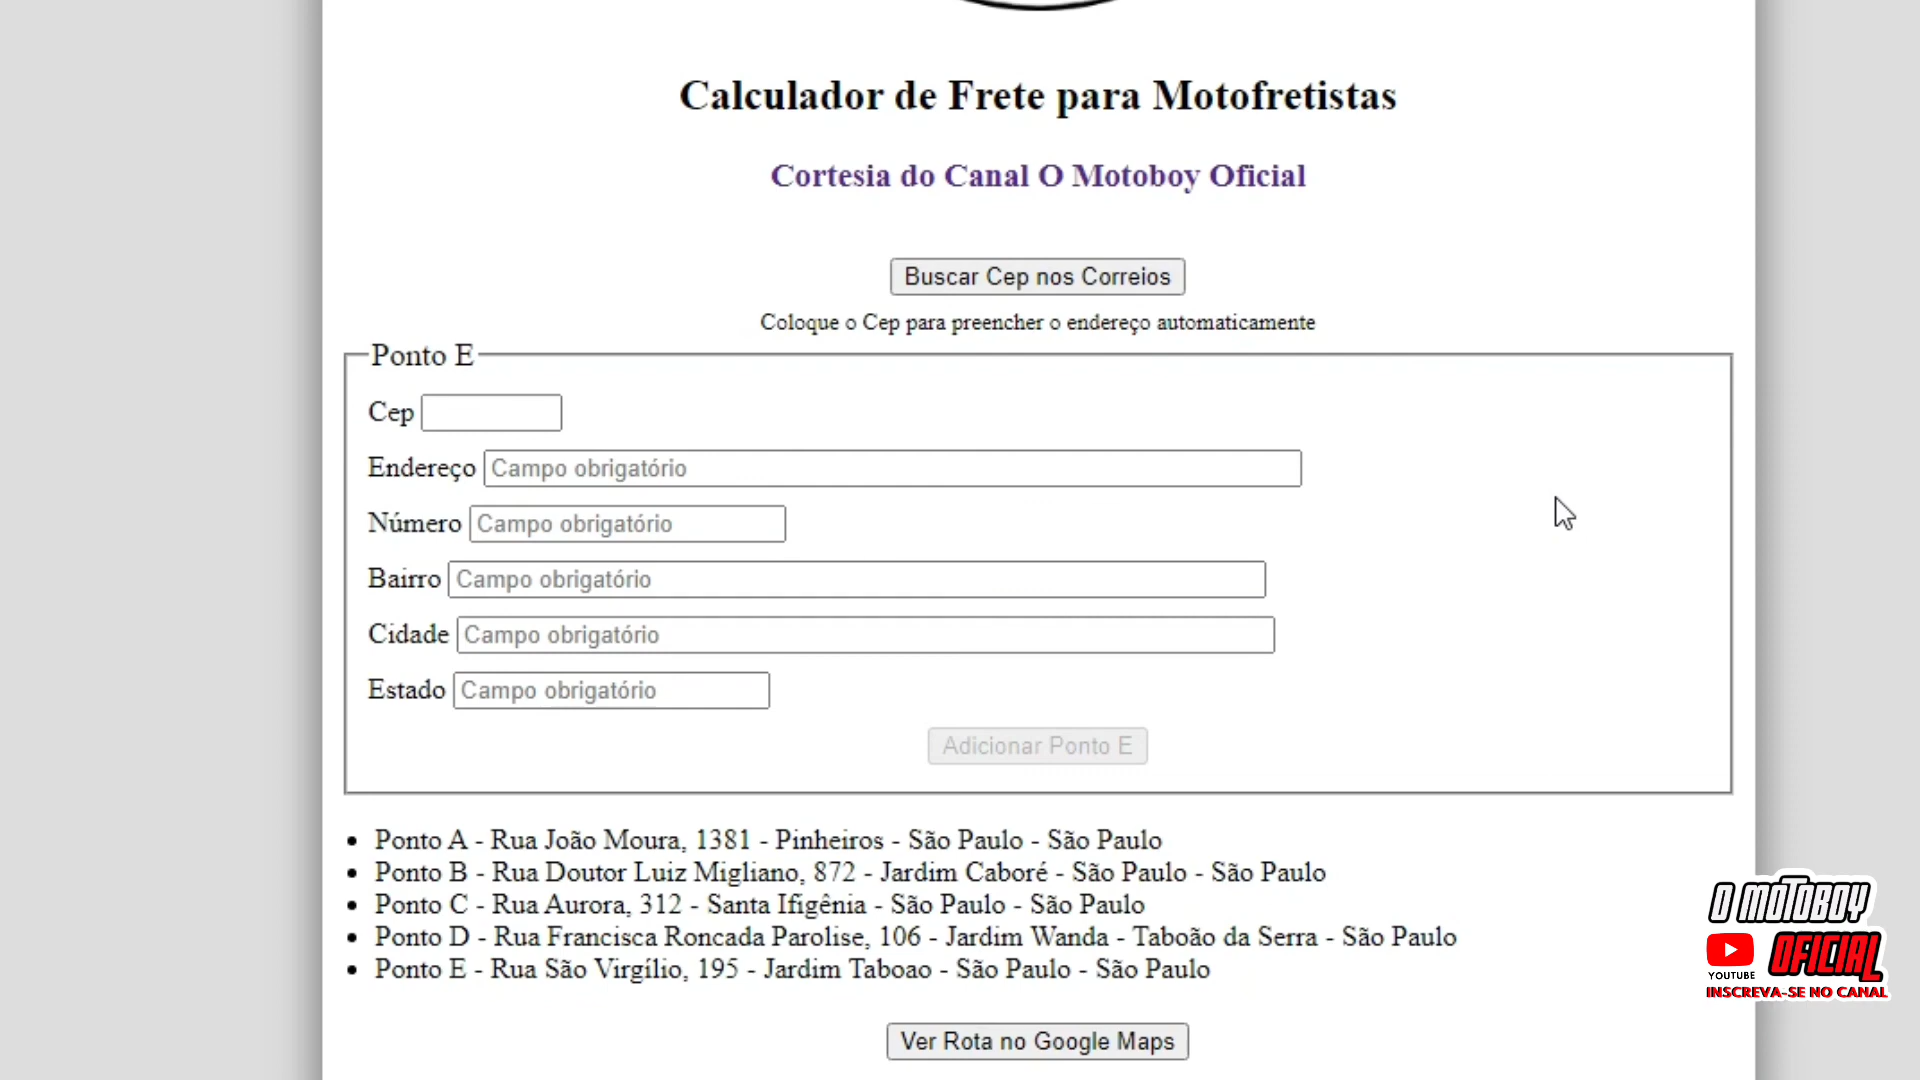 Calculador de Frete para Motofretistas
Cortesia do Canal O Motoboy Oficial
Buscar Cep nos Correios
Coloque o Cep para preencher o endereço automaticamente
Ponto E
Cep
Endereço Campo obrigatório
Número Campo obrigatório
Bairro Campo obrigatório
Cidade Campo obrigatório
Estado Campo obrigatório
Adicionar Ponto E
• Ponto A - Rua João Moura, 1381 - Pinheiros - São Paulo - São Paulo
• Ponto B - Rua Doutor Luiz Migliano, 872 - Jardim Caboré - São Paulo - São Paulo
• Ponto C - Rua Aurora, 312 - Santa Ifigênia - São Paulo - São Paulo
• Ponto D - Rua Francisca Roncada Parolise, 106 - Jardim Wanda - Taboão da Serra - São Paulo
• Ponto E - Rua São Virgílio, 195 - Jardim Taboao - São Paulo - São Paulo
Ver Rota no Google Maps
O MOTOBOY
OFICIAL
YOUTUBE
INSCREVA-SE NO CANAL